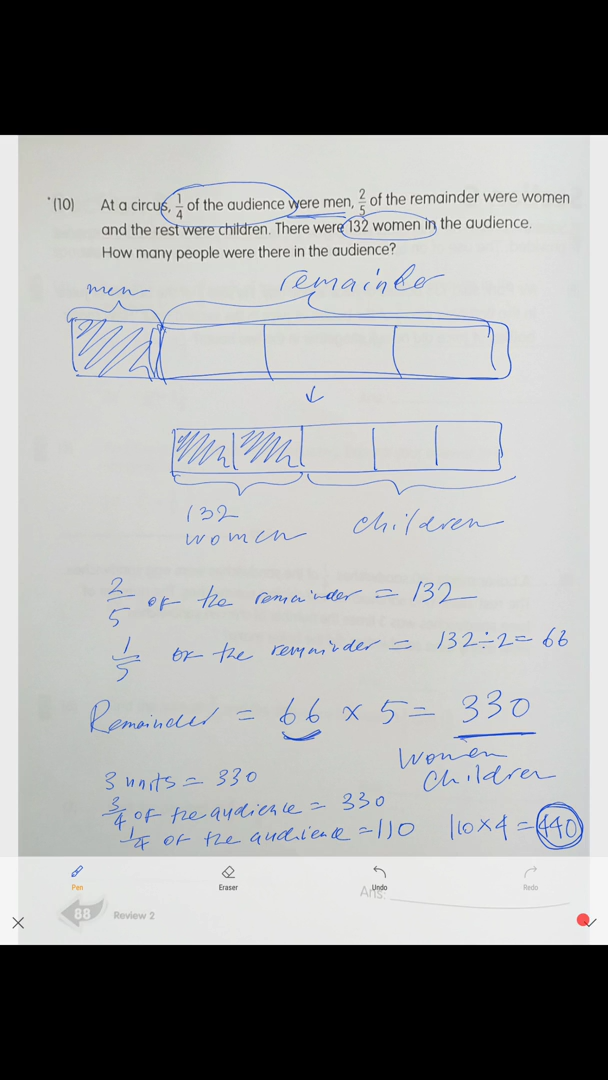 *(10) At a circus, 1/4 of the audience were men, 2/5 of the remainder were women
and the rest were children. There were 132 women in the audience.
How many people were there in the audience?
men remainder
132
women children
2/5 of the remainder = 132
1/5 of the remainder = 132÷2= 66
Remainder = 66 × 5 = 330
Women
Children
3 units = 330
3/4 of the audience = 330
1/4 of the audience = 110 110×4 = 440
Pen Eraser Undo Redo
Ans:
88 Review 2